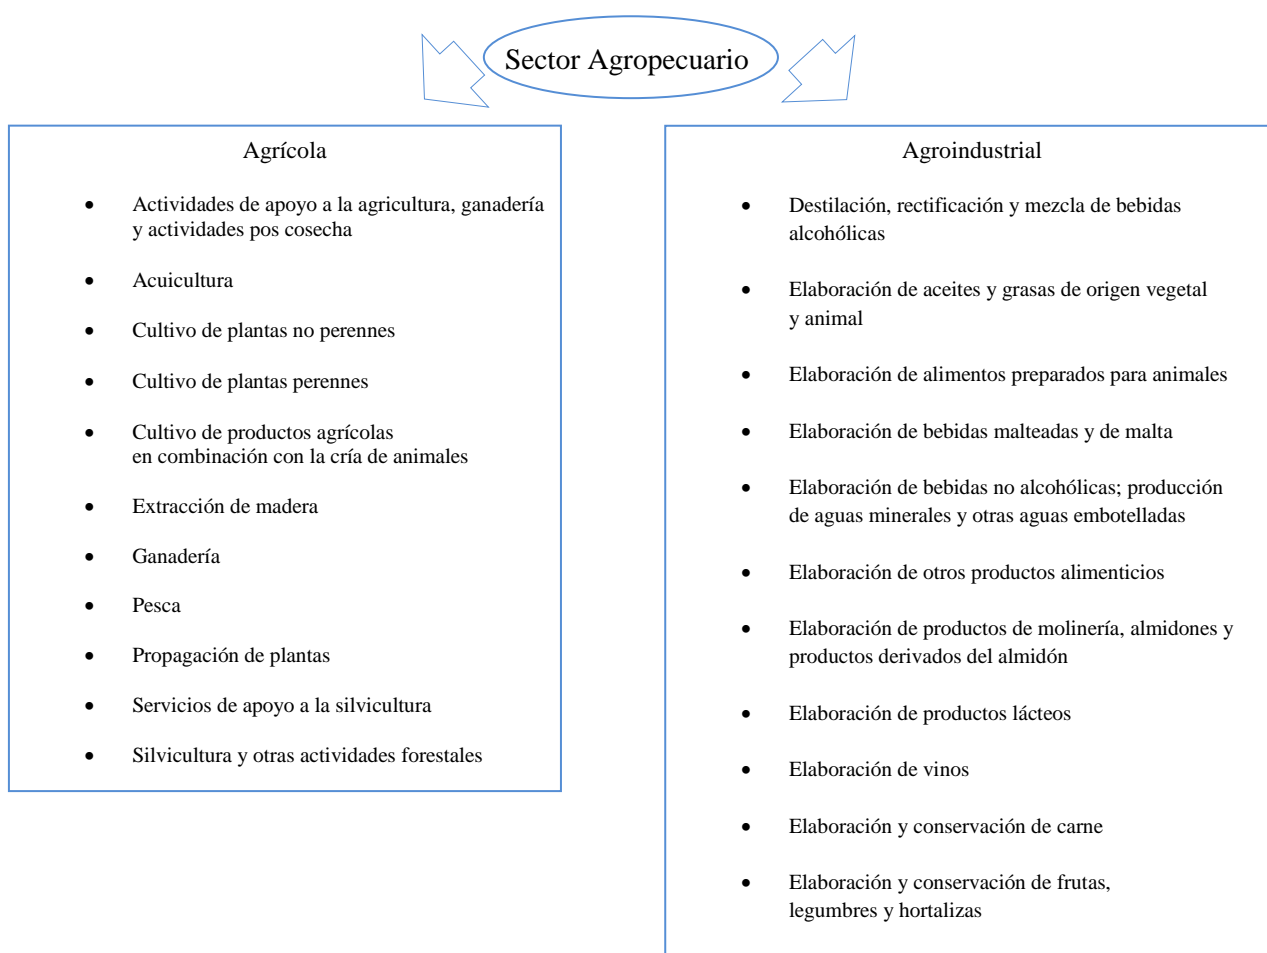 Sector Agropecuario
Agrícola
• Actividades de apoyo a la agricultura, ganadería
y actividades pos cosecha
• Acuicultura
• Cultivo de plantas no perennes
• Cultivo de plantas perennes
• Cultivo de productos agrícolas
en combinación con la cría de animales
• Extracción de madera
• Ganadería
• Pesca
• Propagación de plantas
• Servicios de apoyo a la silvicultura
• Silvicultura y otras actividades forestales
Agroindustrial
• Destilación, rectificación y mezcla de bebidas
alcohólicas
• Elaboración de aceites y grasas de origen vegetal
y animal
• Elaboración de alimentos preparados para animales
• Elaboración de bebidas malteadas y de malta
• Elaboración de bebidas no alcohólicas; producción
de aguas minerales y otras aguas embotelladas
• Elaboración de otros productos alimenticios
• Elaboración de productos de molinería, almidones y
productos derivados del almidón
• Elaboración de productos lácteos
• Elaboración de vinos
• Elaboración y conservación de carne
• Elaboración y conservación de frutas,
legumbres y hortalizas